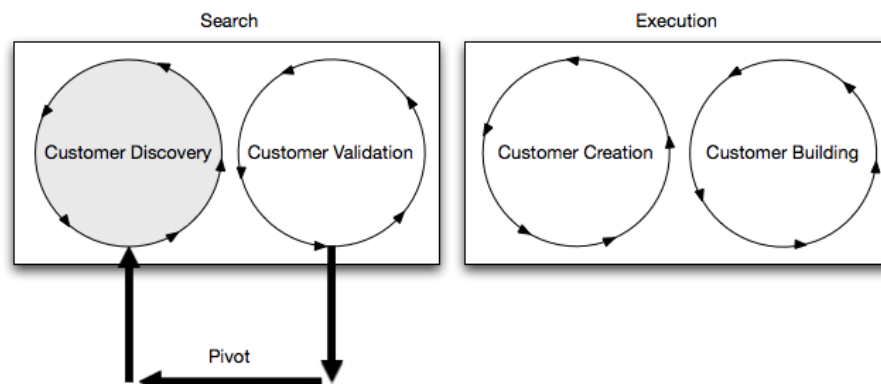 Search
Execution
Customer Discovery
Customer Validation
Customer Creation
Customer Building
Pivot